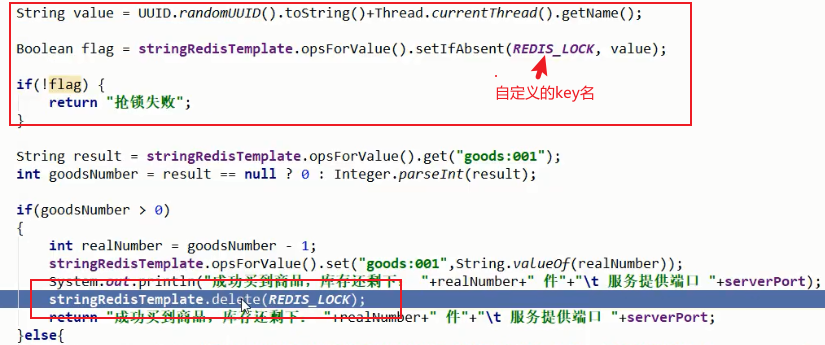 String value = UUID.randomUUID().toString()+Thread.currentThread().getName();
Boolean flag = stringRedisTemplate.opsForValue().setIfAbsent(REDIS_LOCK, value);
if(!flag) {
自定义的key名
return "抢锁失败";
}
String result = stringRedisTemplate.opsForValue().get("goods:001");
int goodsNumber = result == null ? 0 : Integer.parseInt(result);
if(goodsNumber > 0)
{
int realNumber = goodsNumber - 1;
stringRedisTemplate.opsForValue().set("goods:001",String.valueOf(realNumber));
System.out.println("成功买到商品，库存还剩下： "+realNumber+" 件"+"\t 服务提供端口 "+serverPort);
stringRedisTemplate.delete(REDIS_LOCK);
return "成功买到商品，库存还剩下： "+realNumber+" 件"+"\t 服务提供端口 "+serverPort;
}else{